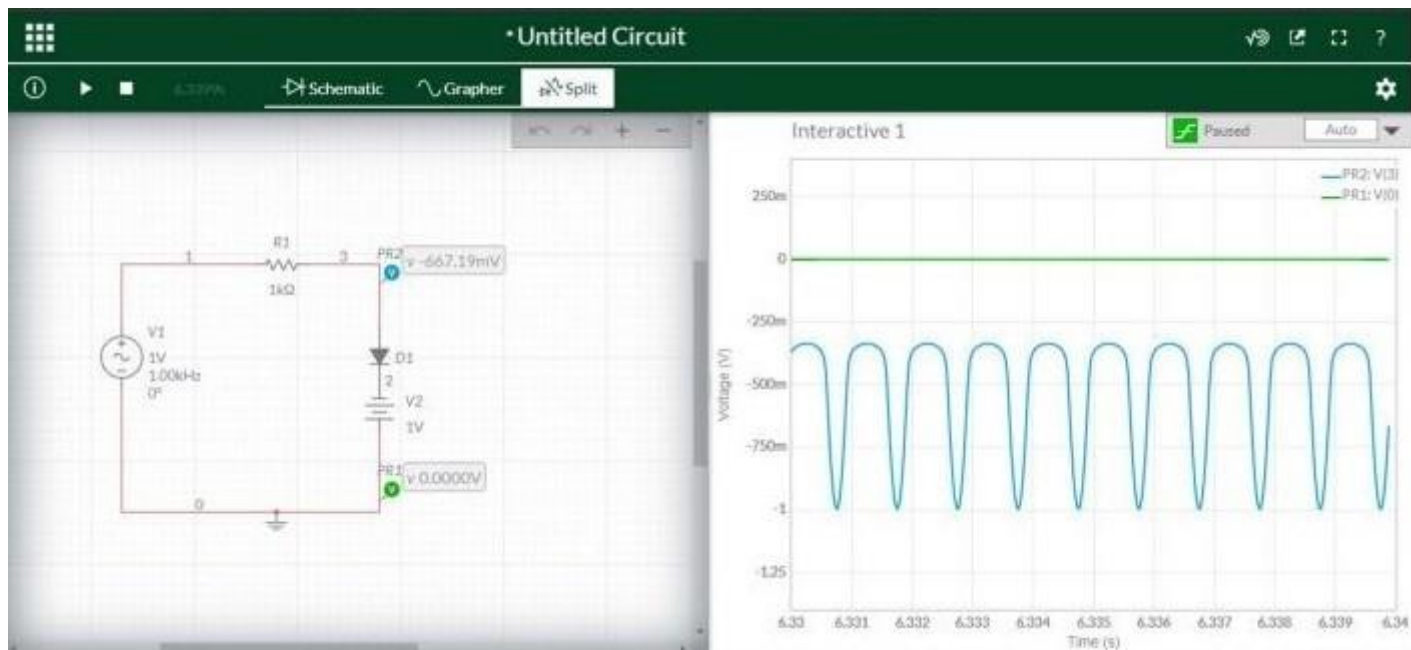 •Untitled Circuit
?
Schematic
Grapher
Split
Interactive 1
Paused
Auto
PR2: V(3)
PR1: V(0)
250m
0
-250m
-500m
-750m
-1
-1.25
Voltage (V)
6.33 6.331 6.332 6.333 6.334 6.335 6.336 6.337 6.338 6.339 6.34
Time (s)
R1
1
3
PR2
v -667.19mV
1kΩ
V1
1V
1.00kHz
0°
D1
2
V2
1V
PR1
v 0.0000V
0